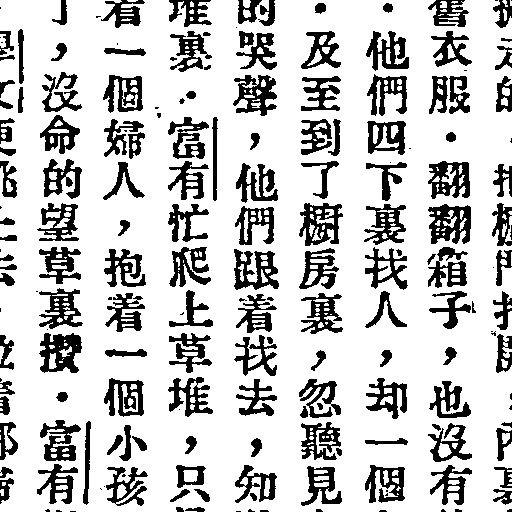 舊衣服．翻翻箱子，也沒有
．他們四下裏找人，却一個
．及至到了櫥房裏，忽聽見
的哭聲，他們跟着找去，知
堆裏．富有忙爬上草堆，只
着一個婦人，抱着一個小孩
了，沒命的望草裏攢．富有